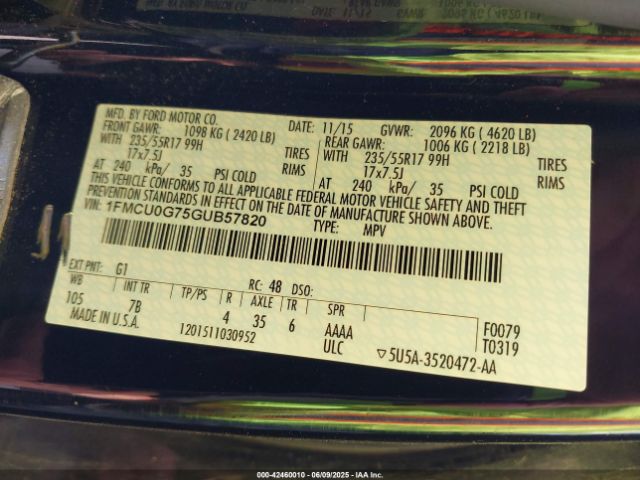 MFD. BY FORD MOTOR CO.
DATE: 11/15 GVWR: 2096 KG ( 4620 LB)
FRONT GAWR: 1098 KG ( 2420 LB) REAR GAWR: 1006 KG ( 2218 LB)
WITH 235/55R17 99H TIRES WITH 235/55R17 99H TIRES
17x7.5J RIMS 17x7.5J RIMS
AT 240 kPa/ 35 PSI COLD AT 240 kPa/ 35 PSI COLD
THIS VEHICLE CONFORMS TO ALL APPLICABLE FEDERAL MOTOR VEHICLE SAFETY AND THEFT
PREVENTION STANDARDS IN EFFECT ON THE DATE OF MANUFACTURE SHOWN ABOVE.
VIN: 1FMCU0G75GUB57820
TYPE: MPV
EXT PNT: G1 RC: 48 DSO:
WB INT TR TP/PS R AXLE TR SPR
105 7B 4 35 6 AAAA F0079
MADE IN U.S.A. 1201511030952 ULC T0319
▽5U5A-3520472-AA
000-42460010 - 06/09/2025 - IAAI